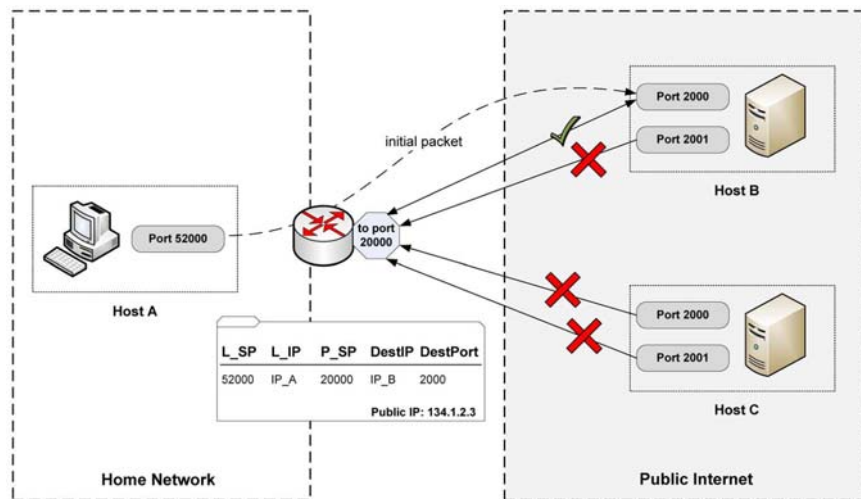 Port 2000
initial packet
Port 2001
Host B
Port 52000
to port
20000
Host A
Port 2000
L_SP L_IP P_SP DestIP DestPort
Port 2001
52000 IP_A 20000 IP_B 2000
Host C
Public IP: 134.1.2.3
Home Network
Public Internet